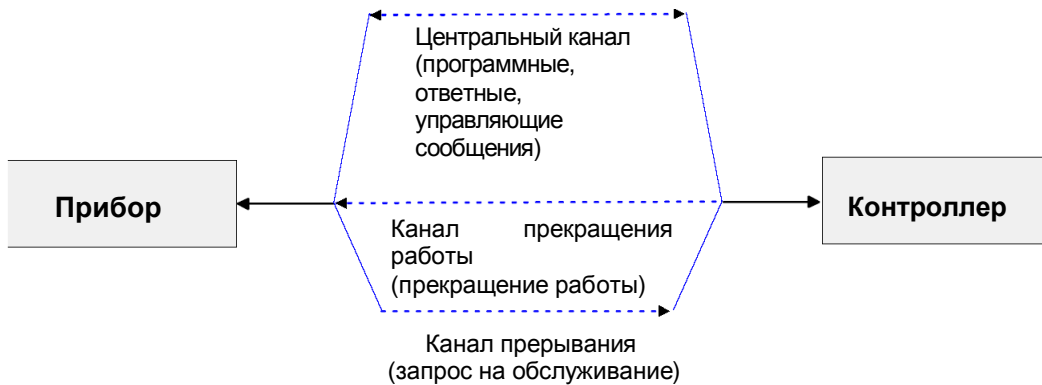 Центральный канал
(программные,
ответные,
управляющие
сообщения)
Прибор
Контроллер
Канал прекращения
работы
(прекращение работы)
Канал прерывания
(запрос на обслуживание)